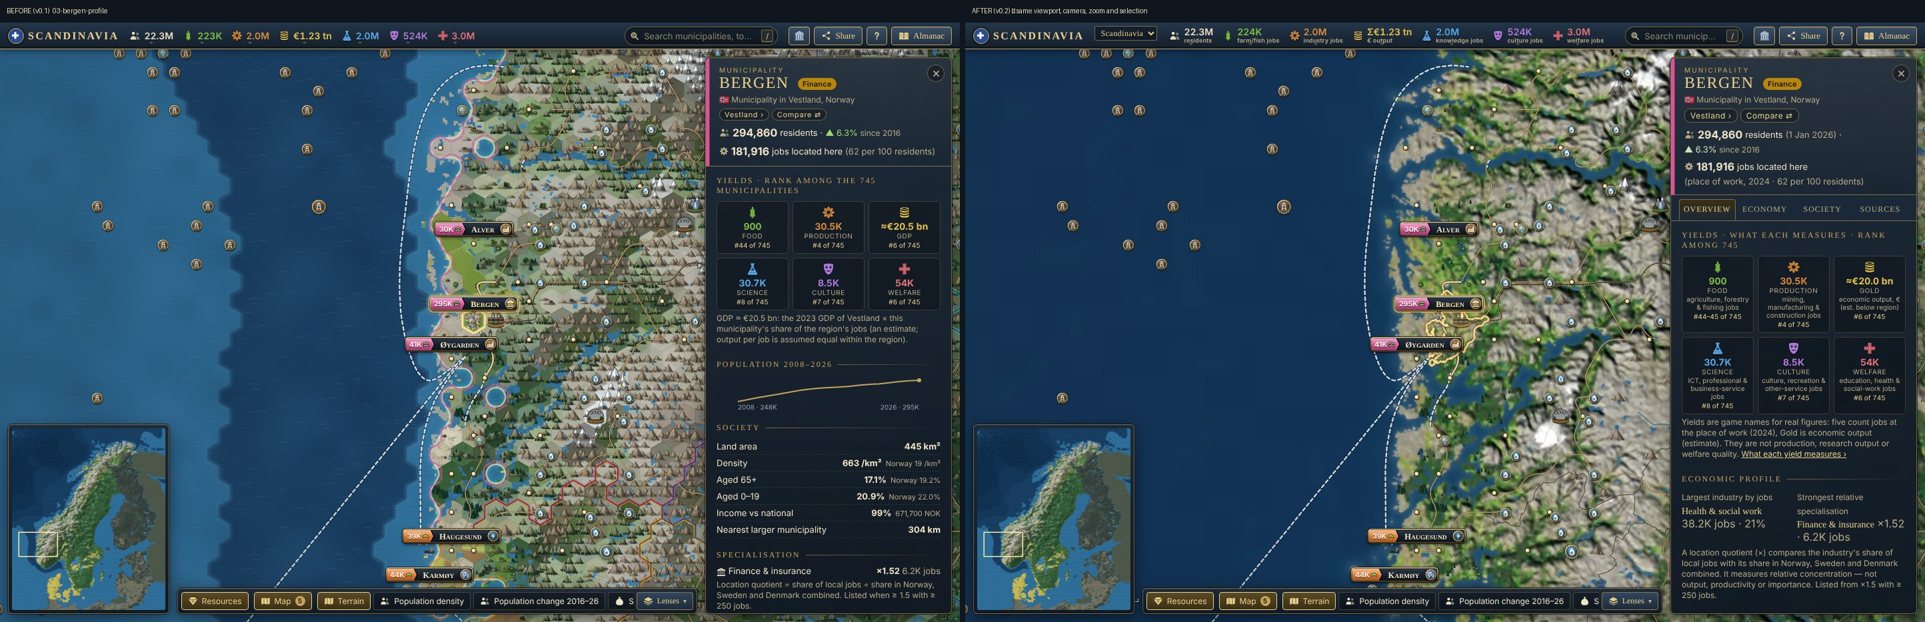 BEFORE (v0.1) 03-bergen-profile
SCANDINAVIA 22.3M 223K 2.0M €1.23 tn 2.0M 524K 3.0M Search municipalities, to... / Share ? Almanac
MUNICIPALITY
BERGEN Finance
Municipality in Vestland, Norway
Vestland › Compare ⇄
294,860 residents · ▲ 6.3% since 2016
181,916 jobs located here (62 per 100 residents)
YIELDS · RANK AMONG THE 745
MUNICIPALITIES
900 30.5K ≈€20.5 bn
FOOD PRODUCTION GDP
#44 of 745 #4 of 745 #6 of 745
30.7K 8.5K 54K
SCIENCE CULTURE WELFARE
#8 of 745 #7 of 745 #6 of 745
GDP ≈ €20.5 bn: the 2023 GDP of Vestland × this
municipality's share of the region's jobs (an estimate;
output per job is assumed equal within the region).
POPULATION 2008–2026
2008 · 248K 2026 · 295K
SOCIETY
Land area 445 km²
Density 663 /km² Norway 19 /km²
Aged 65+ 17.1% Norway 19.2%
Aged 0–19 20.9% Norway 22.0%
Income vs national 99% 671,700 NOK
Nearest larger municipality 304 km
SPECIALISATION
Finance & insurance ×1.52 6.2K jobs
Location quotient = share of local jobs ÷ share in Norway,
Sweden and Denmark combined. Listed when ≥ 1.5 with ≥
250 jobs.
30K ALVER
295K BERGEN
41K ØYGARDEN
39K HAUGESUND
44K KARMØY
Resources Map 5 Terrain Population density Population change 2016–26 S Lenses ▾
AFTER (v0.2) same viewport, camera, zoom and selection
SCANDINAVIA Scandinavia 22.3M 224K 2.0M Σ€1.23 tn 2.0M 524K 3.0M Search municip... / Share ? Almanac
residents farm/fish jobs industry jobs € output knowledge jobs culture jobs welfare jobs
MUNICIPALITY
BERGEN Finance
Municipality in Vestland, Norway
Vestland › Compare ⇄
294,860 residents (1 Jan 2026) ·
▲ 6.3% since 2016
181,916 jobs located here
(place of work, 2024 · 62 per 100 residents)
OVERVIEW ECONOMY SOCIETY SOURCES
YIELDS · WHAT EACH MEASURES · RANK
AMONG 745
900 30.5K ≈€20.0 bn
FOOD PRODUCTION GOLD
agriculture, forestry mining, economic output, €
& fishing jobs manufacturing & (est. below region)
#44–45 of 745 construction jobs #6 of 745
#4 of 745
30.7K 8.5K 54K
SCIENCE CULTURE WELFARE
ICT, professional & culture, recreation & education, health &
business-service other-service jobs social-work jobs
jobs #7 of 745 #6 of 745
#8 of 745
Yields are game names for real figures: five count jobs at
the place of work (2024), Gold is economic output
(estimate). They are not production, research output or
welfare quality. What each yield measures ›
ECONOMIC PROFILE
Largest industry by jobs Strongest relative
Health & social work specialisation
38.2K jobs · 21% Finance & insurance ×1.52
· 6.2K jobs
A location quotient (×) compares the industry's share of
local jobs with its share in Norway, Sweden and Denmark
combined. It measures relative concentration — not
output, productivity or importance. Listed from ×1.5 with ≥
250 jobs.
30K ALVER
295K BERGEN
41K ØYGARDEN
39K HAUGESUND
44K KARMØY
Resources Map 5 Terrain Population density Population change 2016–26 S Lenses ▾